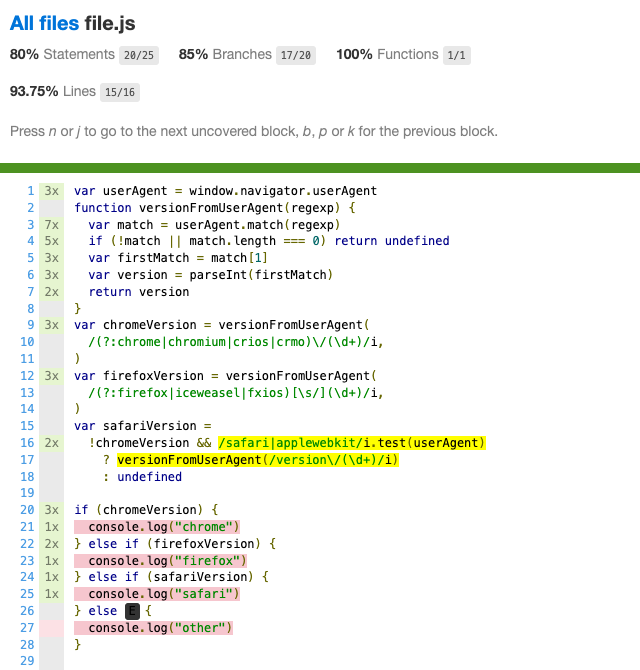 All files file.js
80% Statements 20/25 85% Branches 17/20 100% Functions 1/1
93.75% Lines 15/16
Press n or j to go to the next uncovered block, b, p or k for the previous block.
1 3x var userAgent = window.navigator.userAgent
2 function versionFromUserAgent(regexp) {
3 7x var match = userAgent.match(regexp)
4 5x if (!match || match.length === 0) return undefined
5 3x var firstMatch = match[1]
6 3x var version = parseInt(firstMatch)
7 2x return version
8 }
9 3x var chromeVersion = versionFromUserAgent(
10 /(?:chrome|chromium|crios|crmo)\/(\d+)/i,
11 )
12 3x var firefoxVersion = versionFromUserAgent(
13 /(?:firefox|iceweasel|fxios)[\s/](\d+)/i,
14 )
15 var safariVersion =
16 2x !chromeVersion && /safari|applewebkit/i.test(userAgent)
17 ? versionFromUserAgent(/version\/(\d+)/i)
18 : undefined
19
20 3x if (chromeVersion) {
21 1x console.log("chrome")
22 2x } else if (firefoxVersion) {
23 1x console.log("firefox")
24 1x } else if (safariVersion) {
25 1x console.log("safari")
26 } else E {
27 console.log("other")
28 }
29